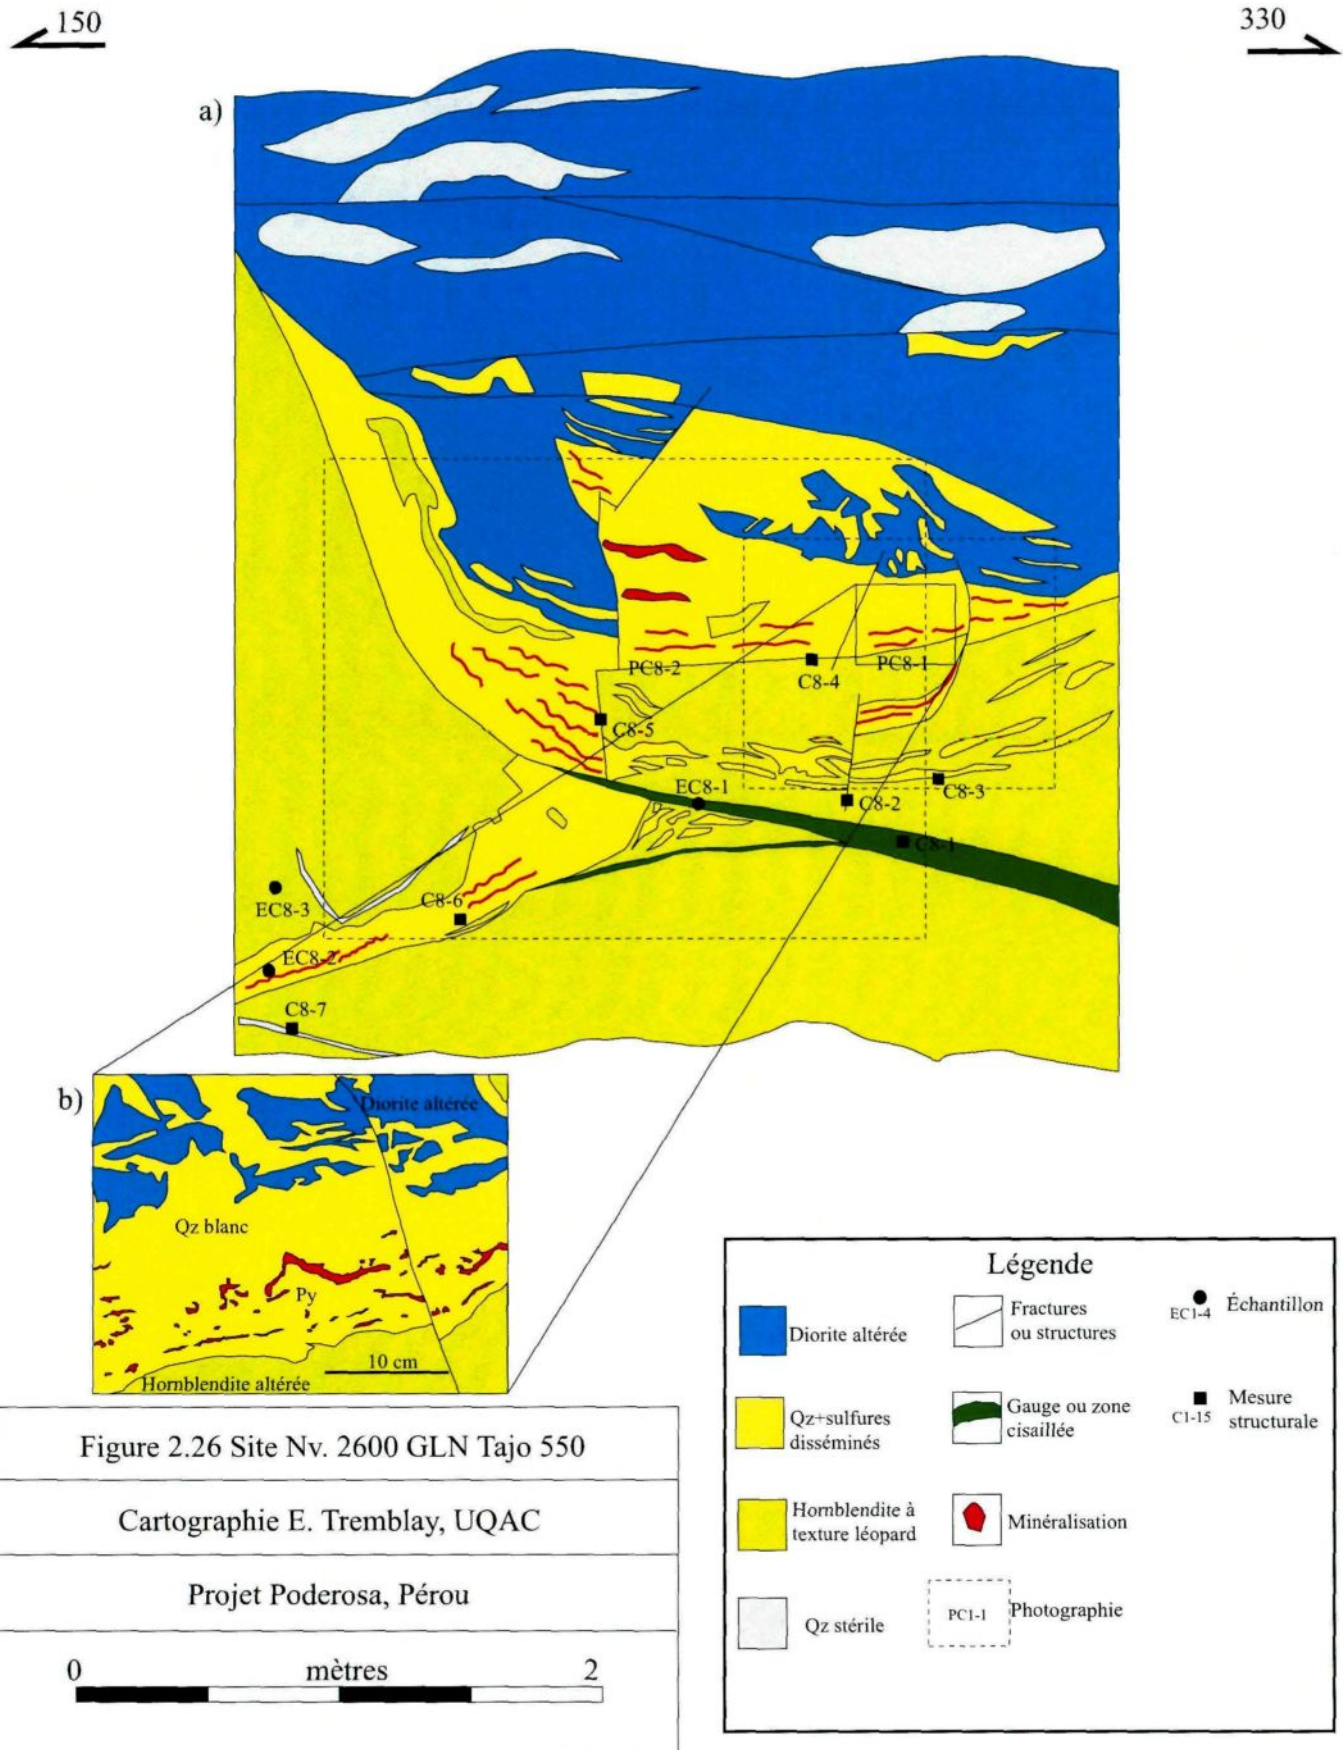 150
330
a)
PC8-2
PC8-1
C8-4
C8-5
EC8-1
C8-2
C8-3
C8-1
EC8-3
C8-6
EC8-2
C8-7
b)
Diorite altérée
Qz blanc
Py
10 cm
Hornblendite altérée
Figure 2.26 Site Nv. 2600 GLN Tajo 550
Cartographie E. Tremblay, UQAC
Projet Poderosa, Pérou
0 mètres 2
Légende
Diorite altérée
Qz+sulfures
disséminés
Hornblendite à
texture léopard
Qz stérile
Fractures
ou structures
Gauge ou zone
cisaillée
Minéralisation
PC1-1
Photographie
EC1-4
Échantillon
C1-15
Mesure
structurale